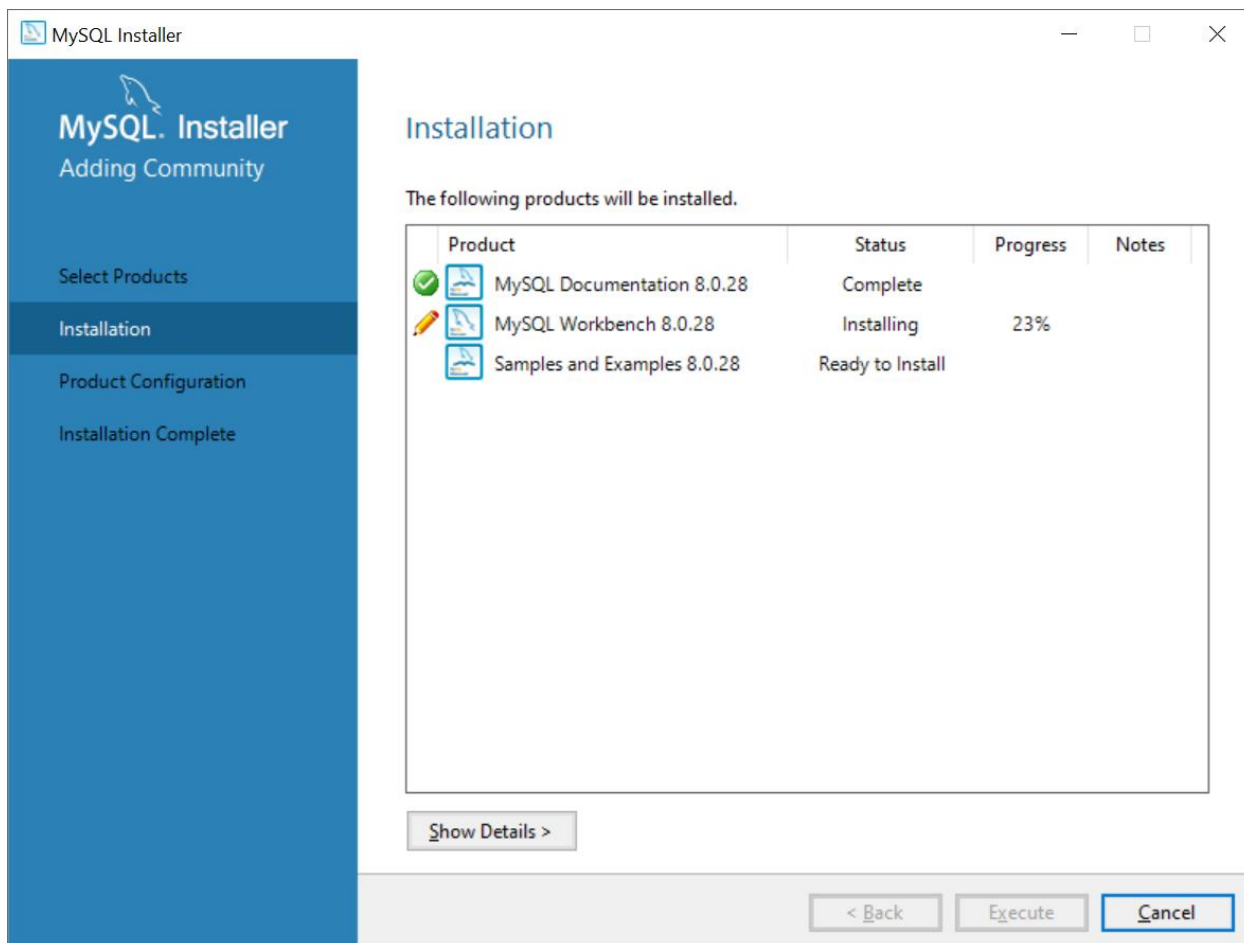 MySQL Installer
MySQL. Installer
Adding Community
Select Products
Installation
Product Configuration
Installation Complete
Installation
The following products will be installed.
Product Status Progress Notes
MySQL Documentation 8.0.28 Complete
MySQL Workbench 8.0.28 Installing 23%
Samples and Examples 8.0.28 Ready to Install
Show Details >
< Back Execute Cancel